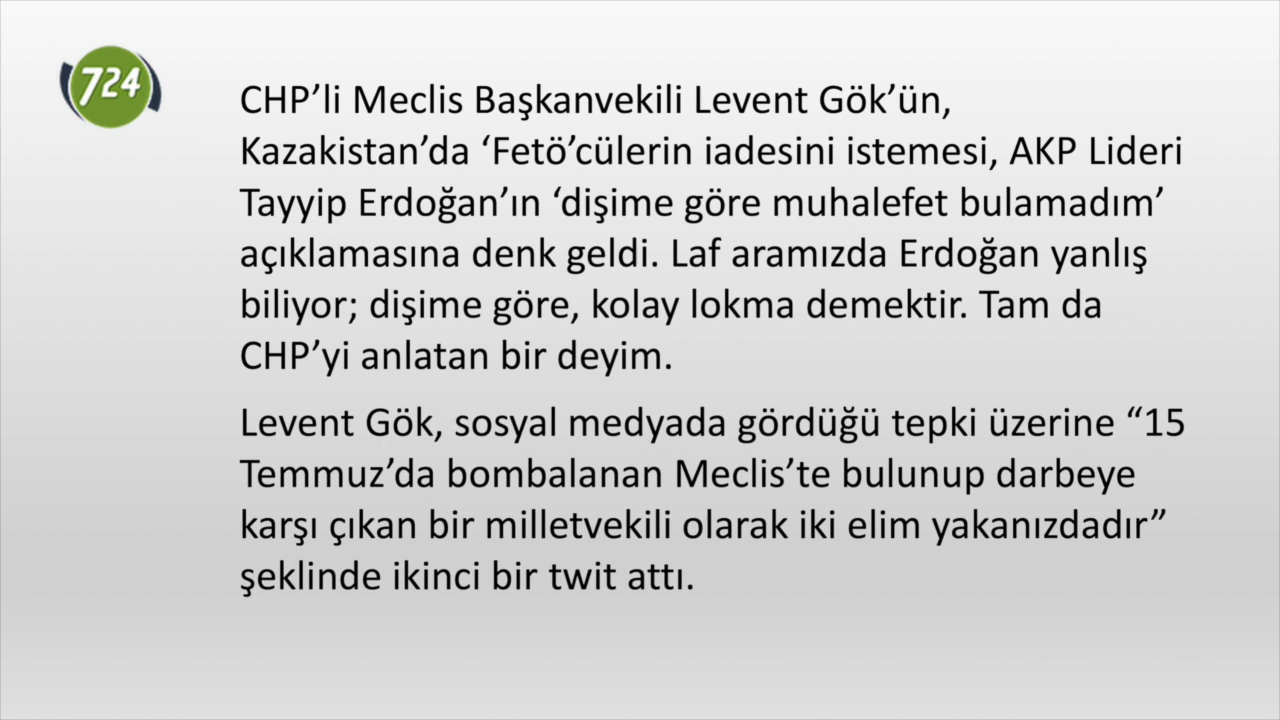 724
CHP’li Meclis Başkanvekili Levent Gök’ün,
Kazakistan’da ‘Fetö’cülerin iadesini istemesi, AKP Lideri
Tayyip Erdoğan’ın ‘dişime göre muhalefet bulamadım’
açıklamasına denk geldi. Laf aramızda Erdoğan yanlış
biliyor; dişime göre, kolay lokma demektir. Tam da
CHP’yi anlatan bir deyim.
Levent Gök, sosyal medyada gördüğü tepki üzerine “15
Temmuz’da bombalanan Meclis’te bulunup darbeye
karşı çıkan bir milletvekili olarak iki elim yakanızdadır”
şeklinde ikinci bir twit attı.